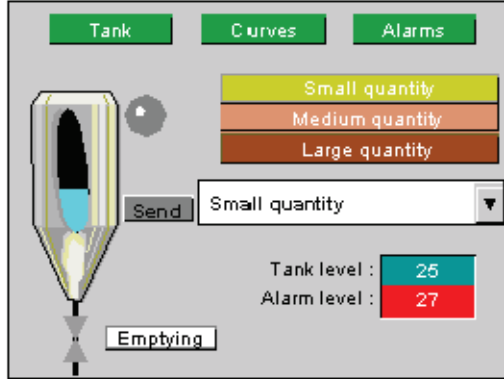 Tank Curves Alarms
Small quantity
Medium quantity
Large quantity
Send Small quantity
Tank level : 25
Alarm level : 27
Emptying